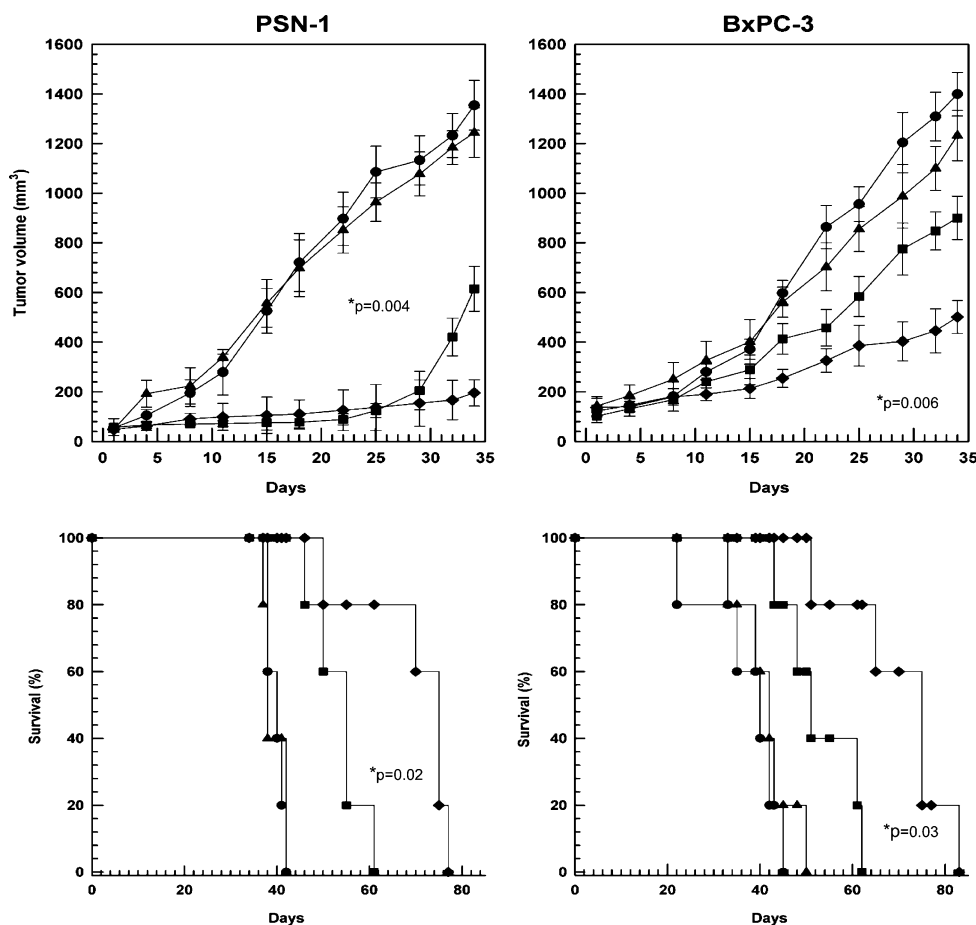 PSN-1
BxPC-3
Tumor volume (mm³)
1600
1400
1200
1000
800
600
400
200
0
*p=0.004
0 5 10 15 20 25 30 35
Days
1600
1400
1200
1000
800
600
400
200
0
*p=0.006
0 5 10 15 20 25 30 35
Days
Survival (%)
100
80
60
40
20
0
*p=0.02
0 20 40 60 80
Days
Survival (%)
100
80
60
40
20
0
*p=0.03
0 20 40 60 80
Days